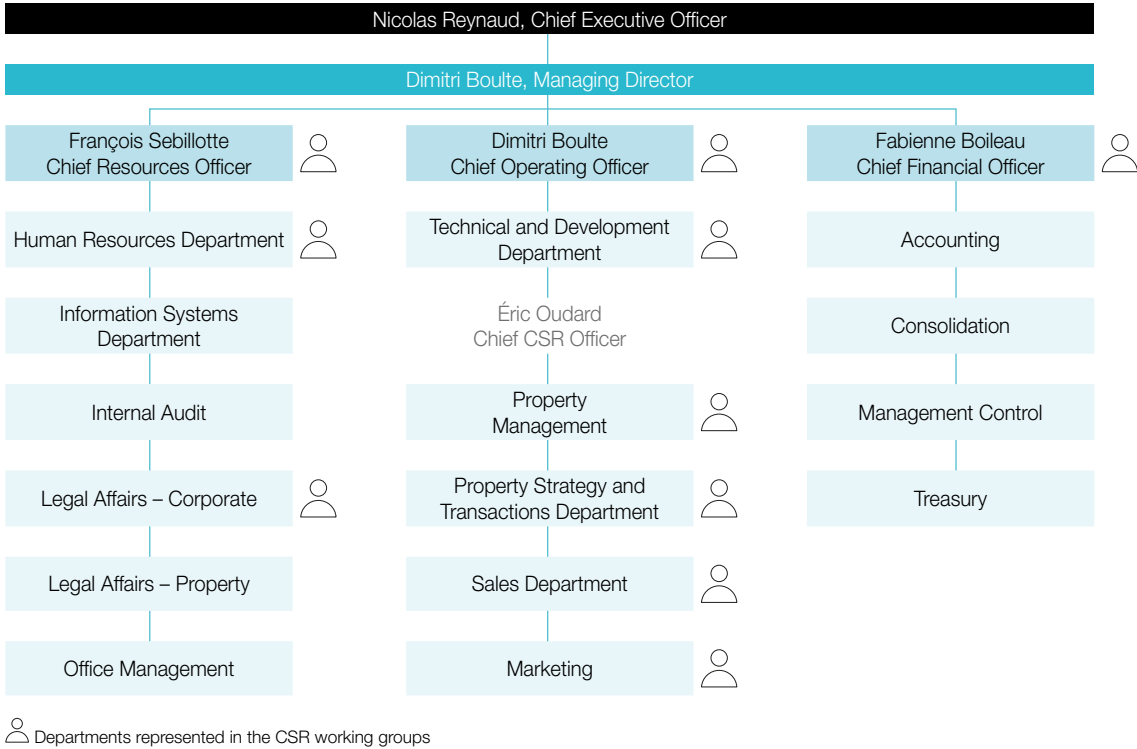 Nicolas Reynaud, Chief Executive Officer
Dimitri Boulte, Managing Director
François Sebillotte
Chief Resources Officer
Human Resources Department
Information Systems
Department
Internal Audit
Legal Affairs – Corporate
Legal Affairs – Property
Office Management
Dimitri Boulte
Chief Operating Officer
Technical and Development
Department
Éric Oudard
Chief CSR Officer
Property
Management
Property Strategy and
Transactions Department
Sales Department
Marketing
Fabienne Boileau
Chief Financial Officer
Accounting
Consolidation
Management Control
Treasury
Departments represented in the CSR working groups